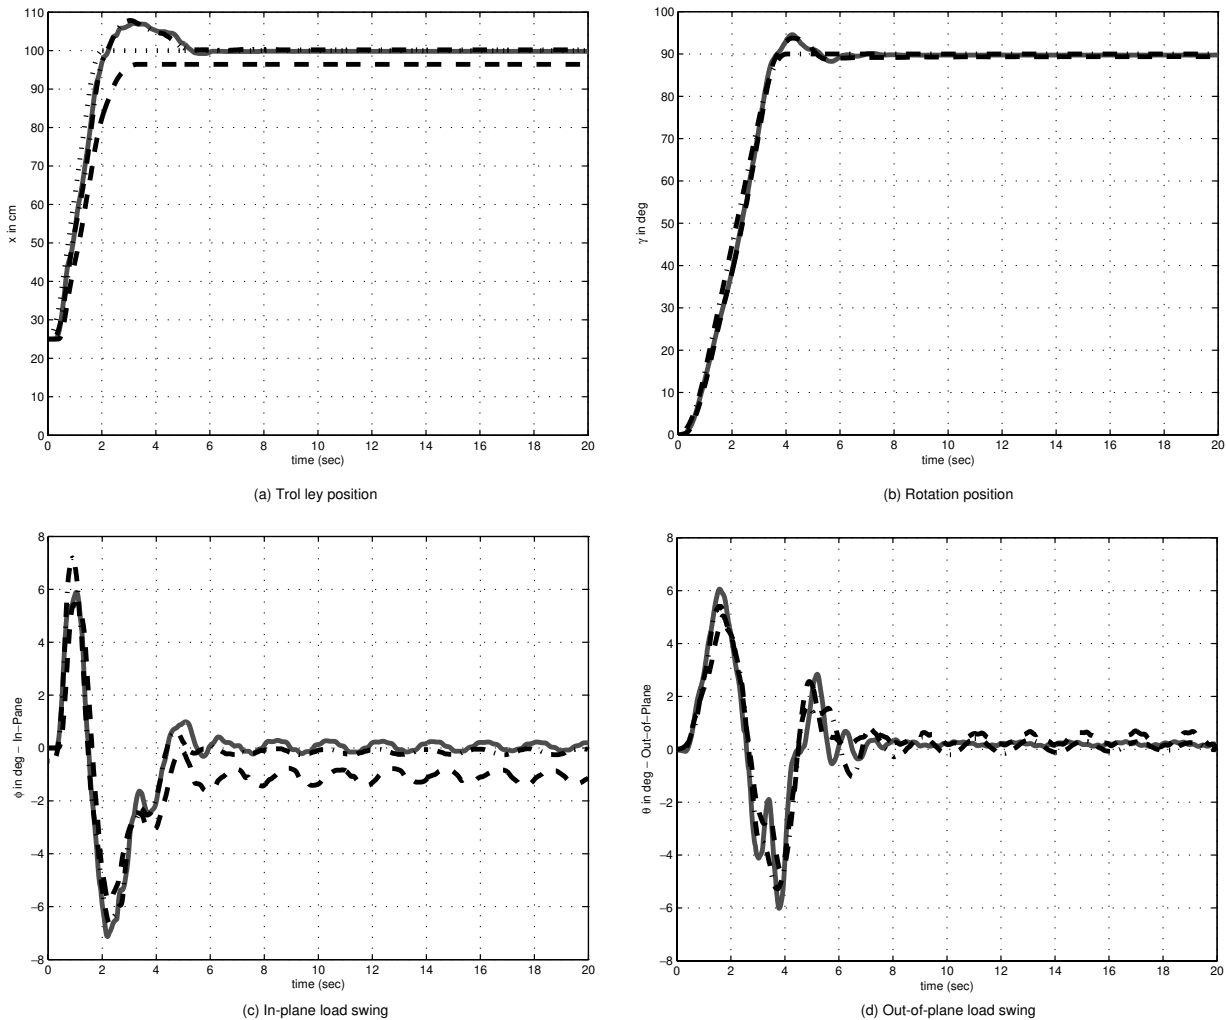 110
100
90
80
70
60
50
40
30
20
10
0
x in cm
0 2 4 6 8 10 12 14 16 18 20
time (sec)
(a) Trol ley position
100
90
80
70
60
50
40
30
20
10
0
γ in deg
0 2 4 6 8 10 12 14 16 18 20
time (sec)
(b) Rotation position
8
6
4
2
0
−2
−4
−6
−8
ϕ in deg − In−Pane
0 2 4 6 8 10 12 14 16 18 20
time (sec)
(c) In-plane load swing
8
6
4
2
0
−2
−4
−6
−8
θ in deg − Out−of−Plane
0 2 4 6 8 10 12 14 16 18 20
time (sec)
(d) Out-of-plane load swing